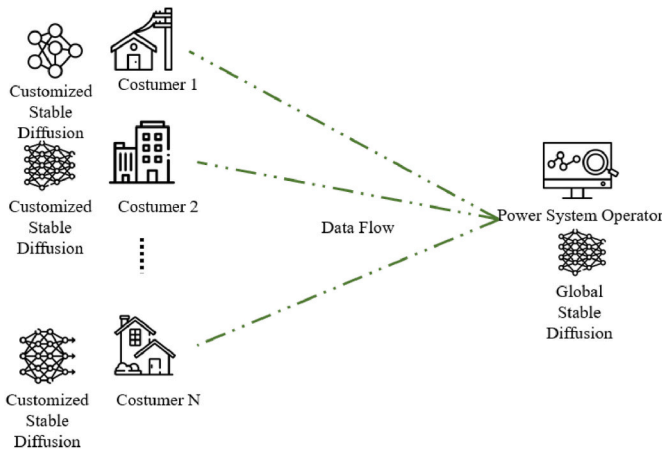 Customized
Stable
Diffusion
Costumer 1
Customized
Stable
Diffusion
Costumer 2
Data Flow
Power System Operator
Global
Stable
Diffusion
Customized
Stable
Diffusion
Costumer N